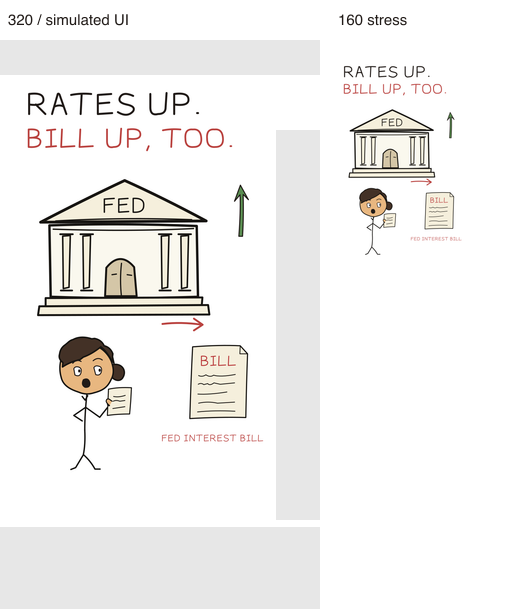 320 / simulated UI
RATES UP.
BILL UP, TOO.
FED
BILL
FED INTEREST BILL
160 stress
RATES UP.
BILL UP, TOO.
FED
BILL
FED INTEREST BILL